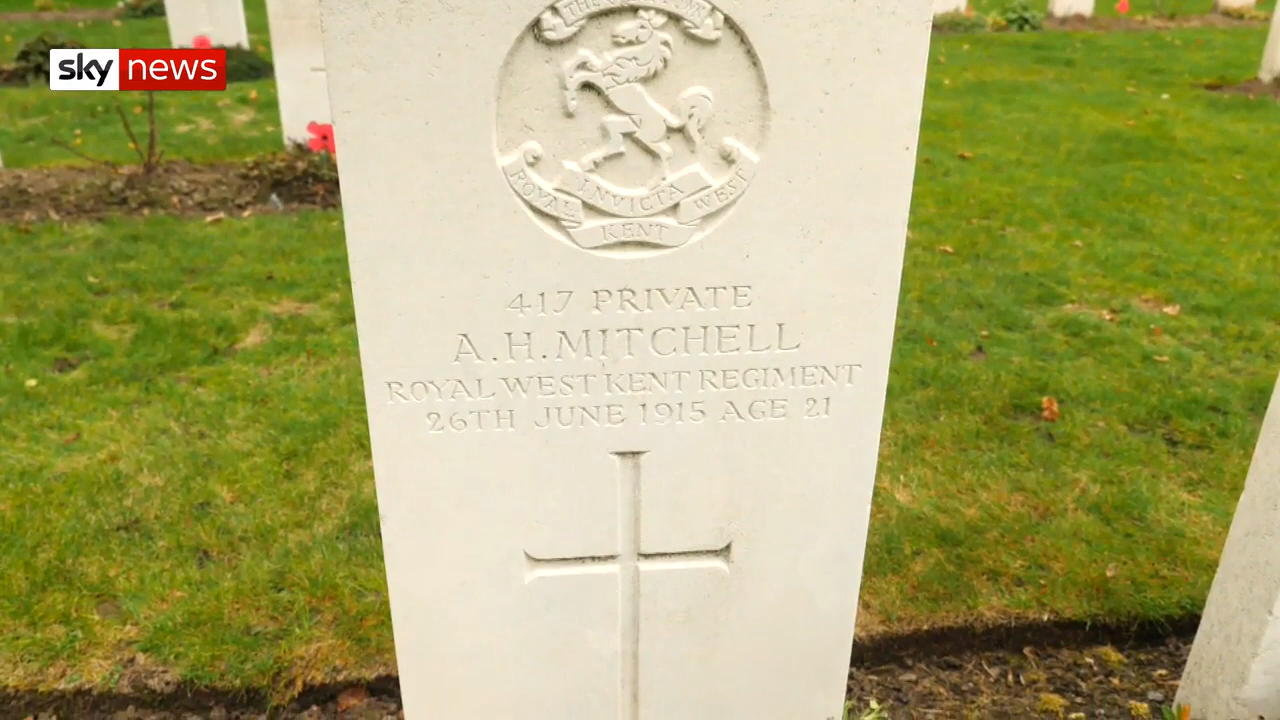 sky news
ROYAL INVICTA WEST
KENT
417 PRIVATE
A.H.MITCHELL
ROYAL WEST KENT REGIMENT
26TH JUNE 1915 AGE 21